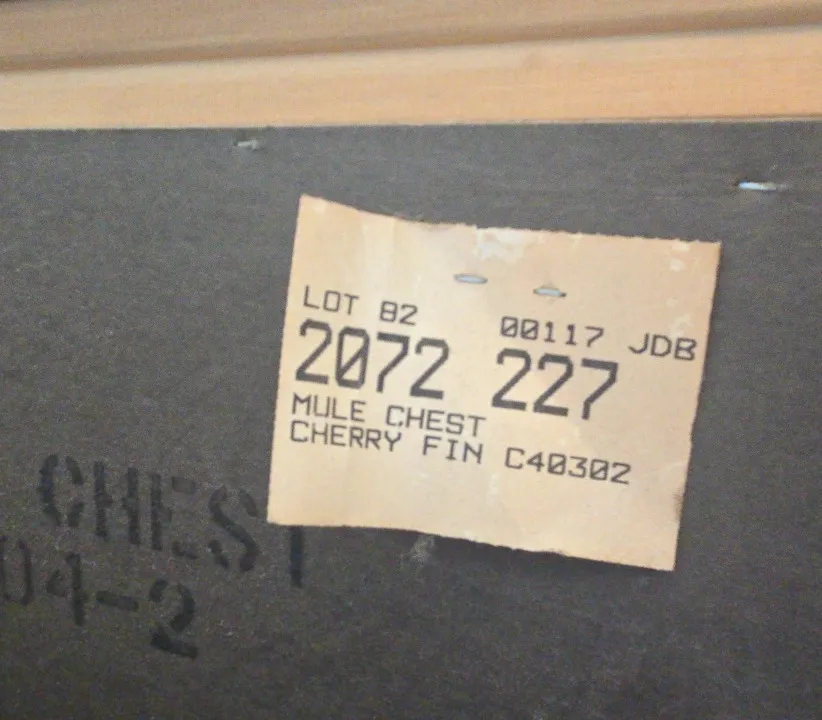 LOT 82 00117 JDB
2072 227
MULE CHEST
CHERRY FIN C40302
CHEST
04-2